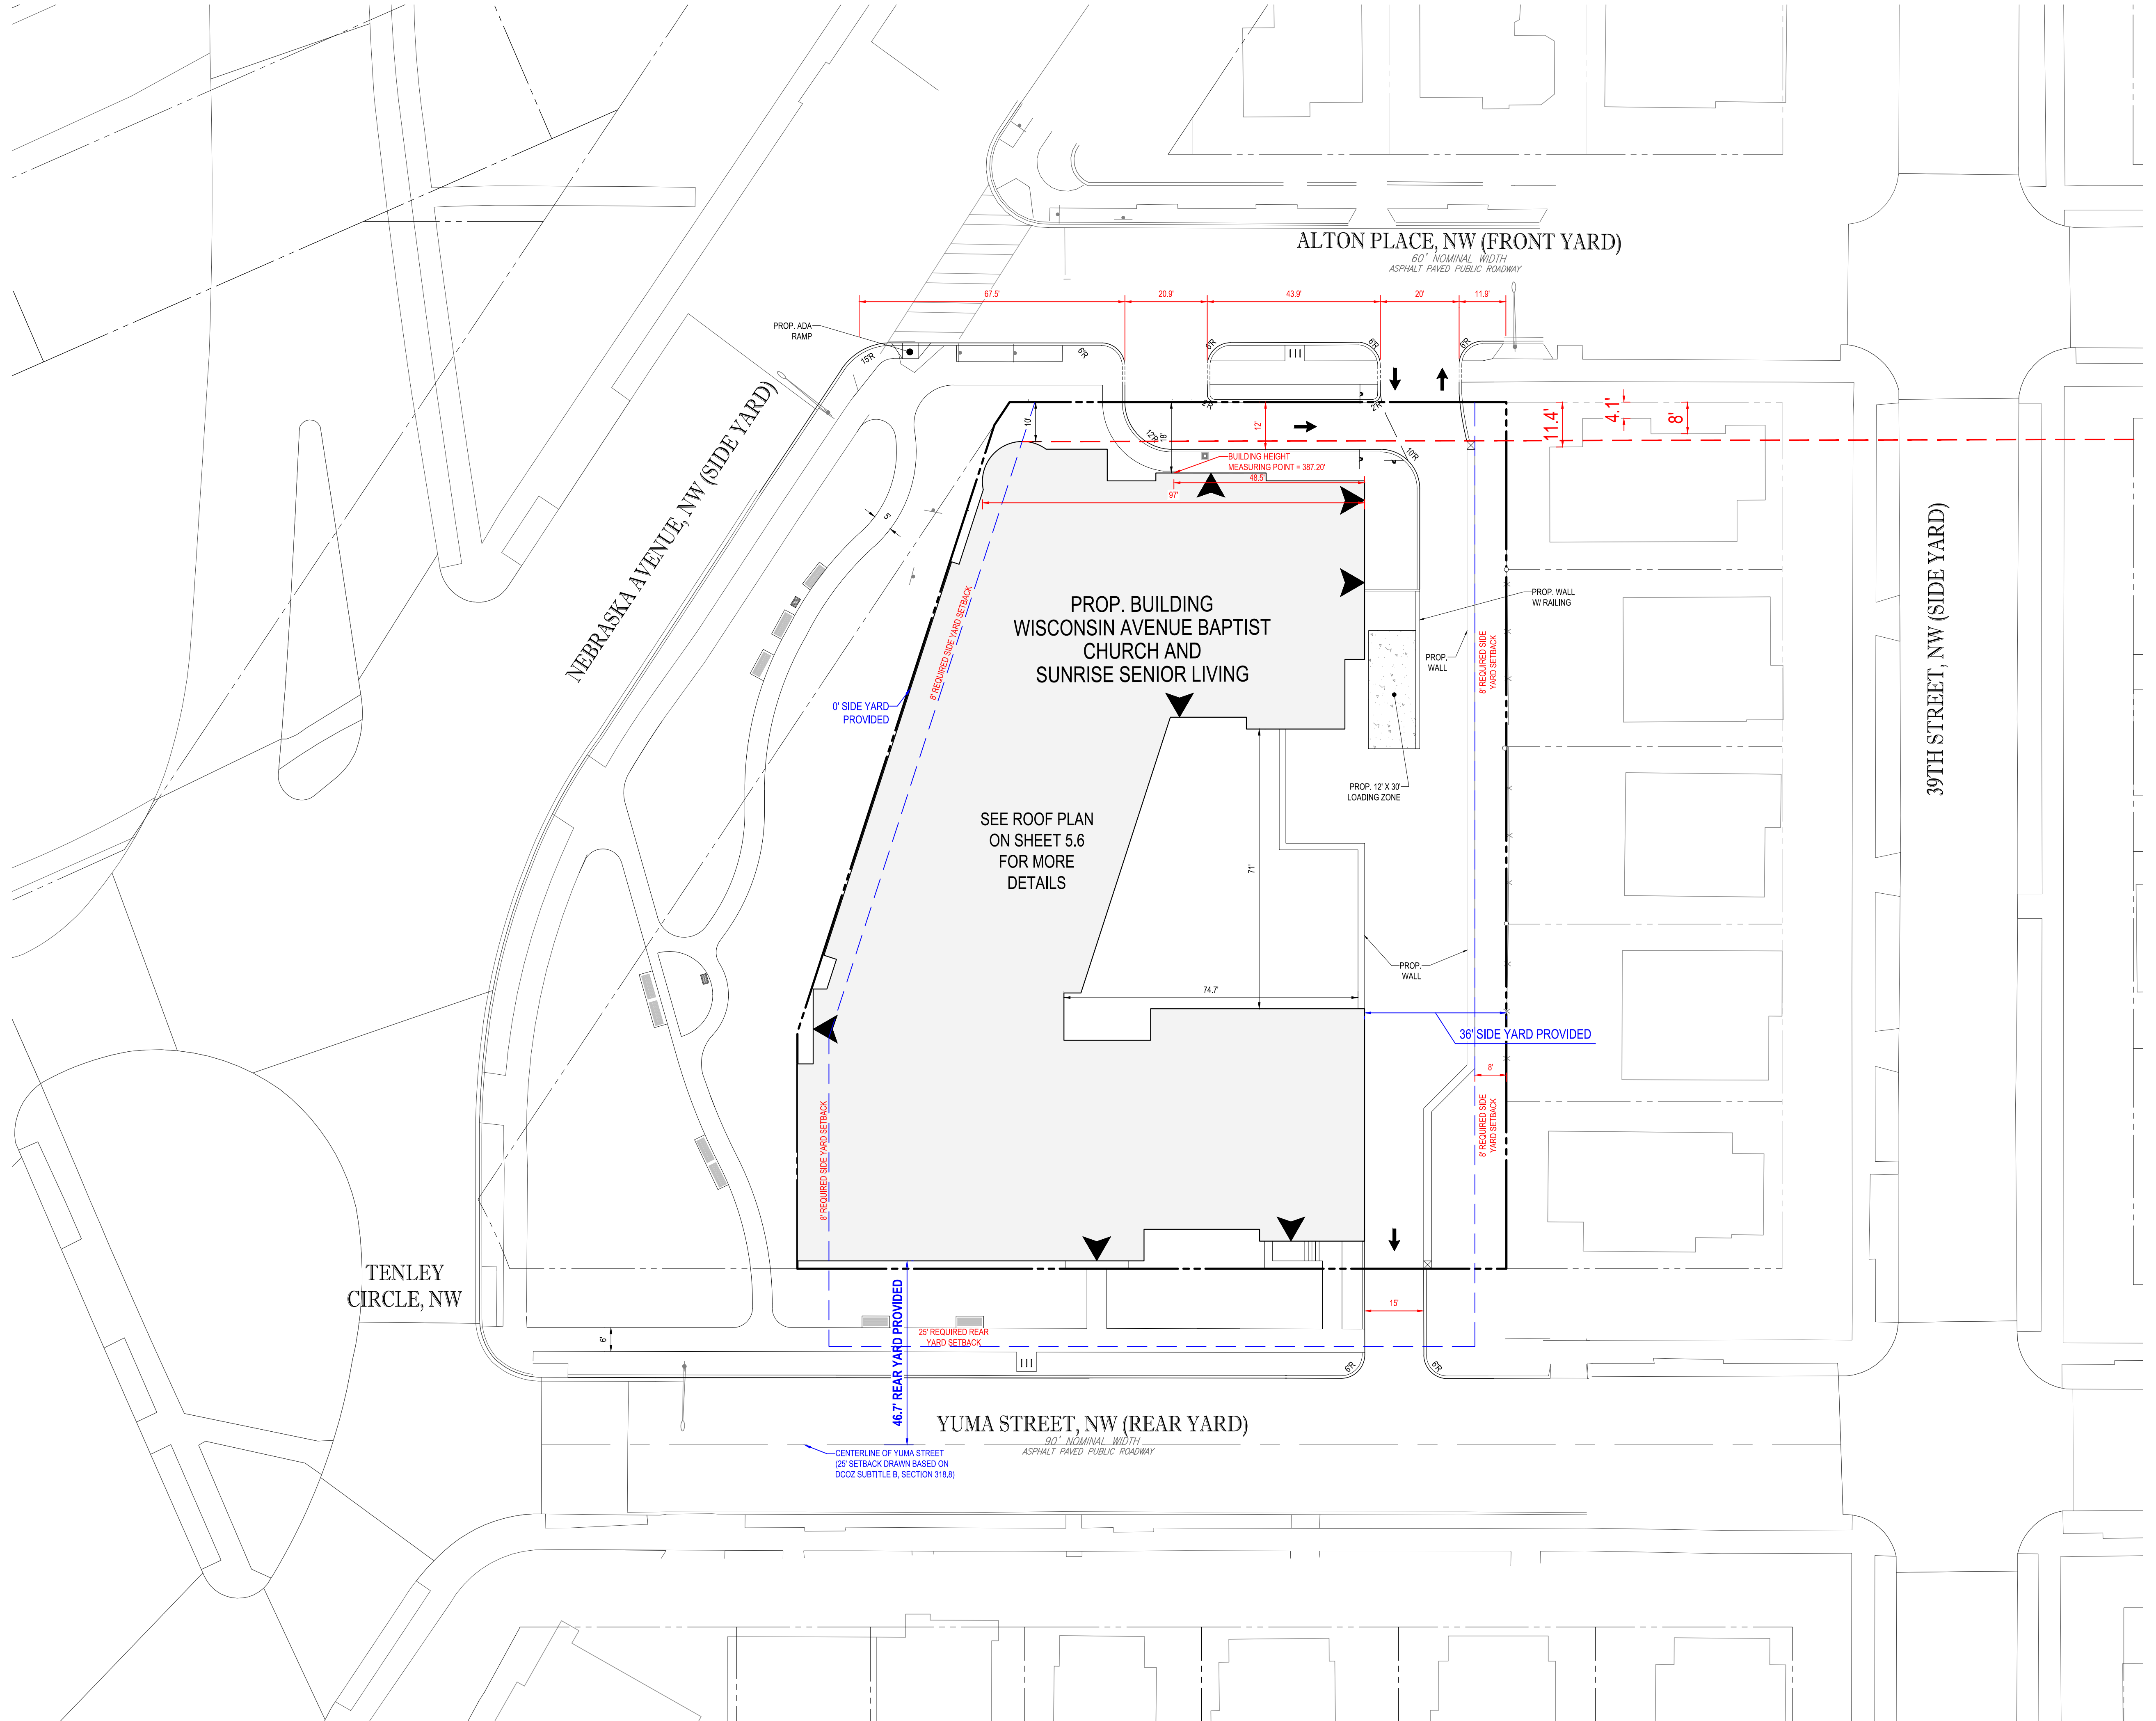 ALTON PLACE, NW (FRONT YARD)
60' NOMINAL WIDTH
ASPHALT PAVED PUBLIC ROADWAY
67.5'
20.9'
43.9'
20'
11.9'
PROP. ADA
RAMP
15'R
6'R
6'R
6'R
6'R
2'R
2'R
10'
12'R
18'
12'
10'R
11.4'
4.1'
8'
BUILDING HEIGHT
MEASURING POINT = 387.20'
48.5'
97'
NEBRASKA AVENUE, NW (SIDE YARD)
5'
39TH STREET, NW (SIDE YARD)
PROP. BUILDING
WISCONSIN AVENUE BAPTIST
CHURCH AND
SUNRISE SENIOR LIVING
8' REQUIRED SIDE YARD SETBACK
0' SIDE YARD
PROVIDED
PROP. WALL
W/ RAILING
PROP.
WALL
8' REQUIRED SIDE
YARD SETBACK
PROP. 12' X 30'
LOADING ZONE
SEE ROOF PLAN
ON SHEET 5.6
FOR MORE
DETAILS
71'
PROP.
WALL
74.7'
36' SIDE YARD PROVIDED
8'
8' REQUIRED SIDE
YARD SETBACK
8' REQUIRED SIDE YARD SETBACK
TENLEY
CIRCLE, NW
46.7' REAR YARD PROVIDED
15'
6'
25' REQUIRED REAR
YARD SETBACK
6'R
6'R
YUMA STREET, NW (REAR YARD)
90' NOMINAL WIDTH
ASPHALT PAVED PUBLIC ROADWAY
CENTERLINE OF YUMA STREET
(25' SETBACK DRAWN BASED ON
DCOZ SUBTITLE B, SECTION 318.8)